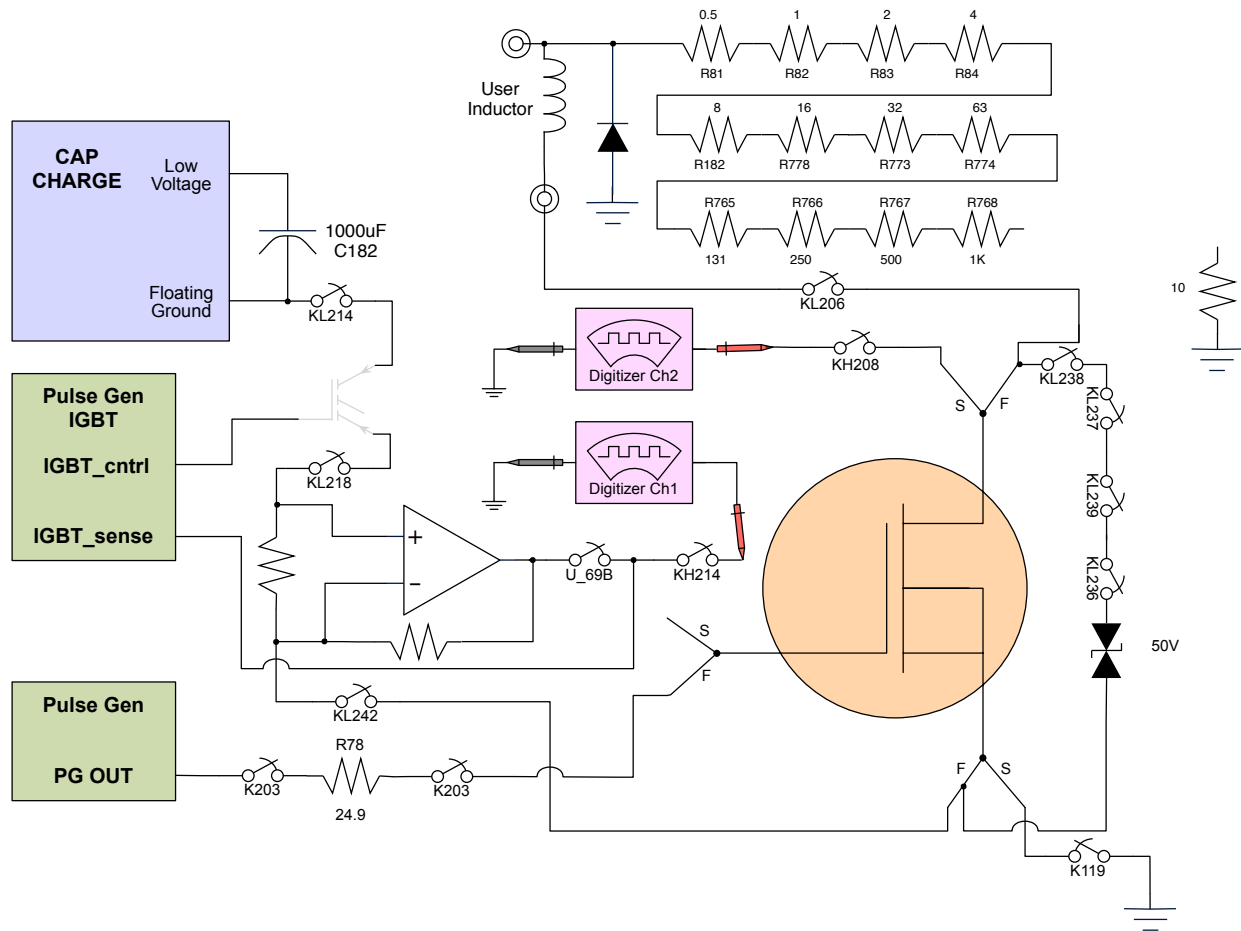 0.5
1
2
4
R81
R82
R83
R84
User
Inductor
8
16
32
63
R182
R778
R773
R774
R765
R766
R767
R768
131
250
500
1K
CAP
CHARGE
Low
Voltage
1000uF
C182
Floating
Ground
KL214
KL206
10
Digitizer Ch2
KH208
KL238
S
F
KL237
Pulse Gen
IGBT
IGBT_cntrl
IGBT_sense
KL218
Digitizer Ch1
KL239
+
−
U_69B
KH214
KL236
S
F
50V
Pulse Gen
PG OUT
KL242
R78
K203
K203
24.9
F
S
K119